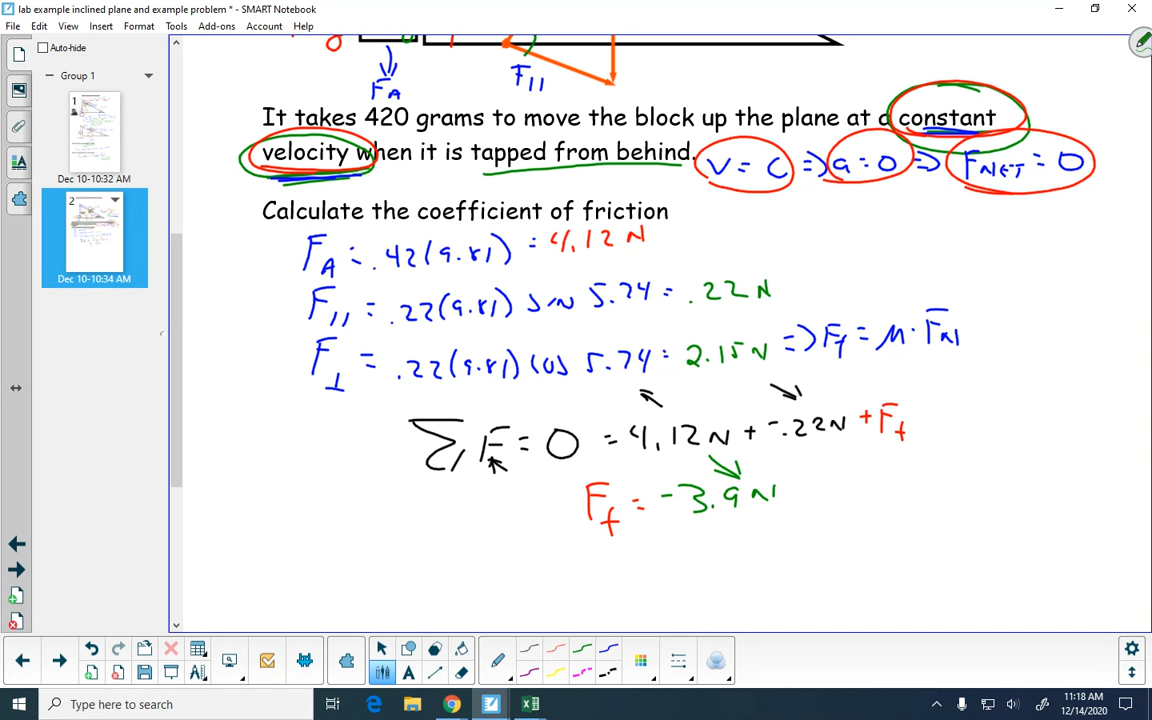 lab example inclined plane and example problem * - SMART Notebook
File Edit View Insert Format Tools Add-ons Account Help
Auto-hide
Group 1
1
Dec 10-10:32 AM
2
Dec 10-10:34 AM
F_A
F_//
It takes 420 grams to move the block up the plane at a constant
velocity when it is tapped from behind.
V = C => a = 0 => F_NET = 0
Calculate the coefficient of friction
F_A = .42(9.81) = 4.12 N
F_// = .22(9.81) sin 5.74 = .22 N
F_⊥ = .22(9.81) cos 5.74 = 2.15 N => F_f = μ · F_N
∑F = 0 = 4.12N + -.22N + F_f
F_f = -3.9 N
Type here to search
11:18 AM
12/14/2020